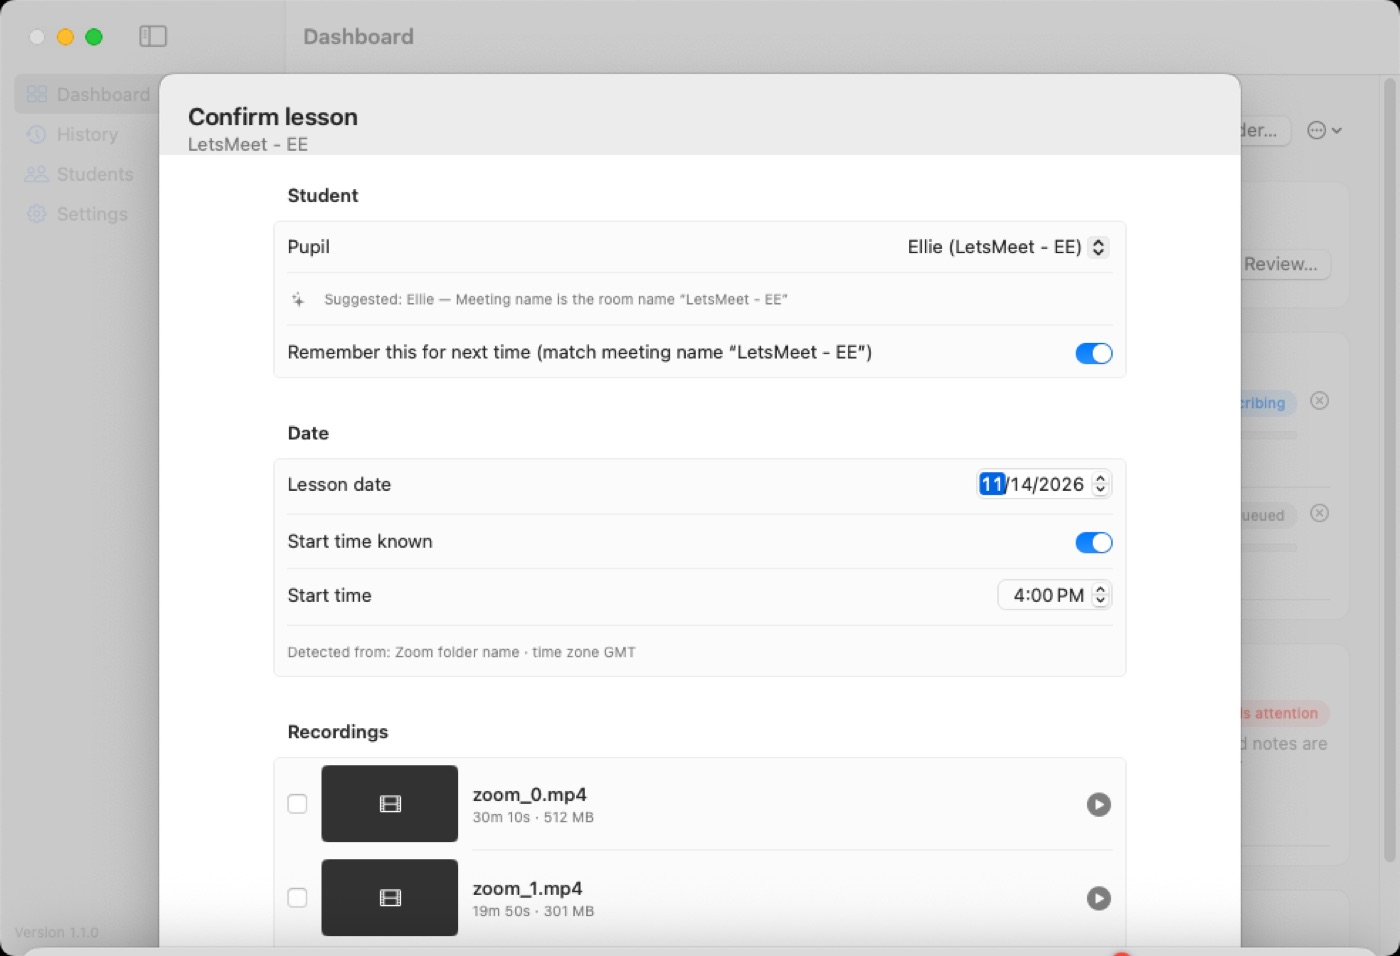 Dashboard
Dashboard
History
Students
Settings
Confirm lesson
LetsMeet - EE
Student
Pupil
Ellie (LetsMeet - EE)
Suggested: Ellie — Meeting name is the room name “LetsMeet - EE”
Remember this for next time (match meeting name “LetsMeet - EE”)
Date
Lesson date
11/14/2026
Start time known
Start time
4:00 PM
Detected from: Zoom folder name · time zone GMT
Recordings
zoom_0.mp4
30m 10s · 512 MB
zoom_1.mp4
19m 50s · 301 MB
Review...
attention
notes are
Version 1.1.0